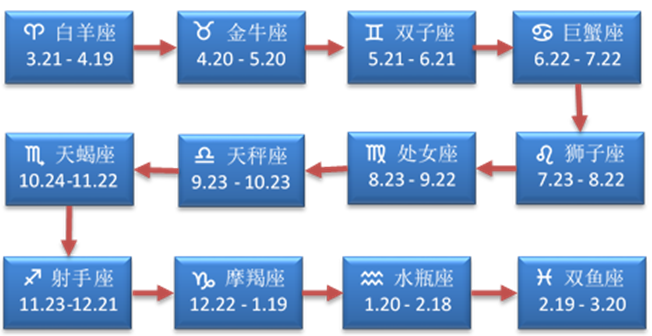 ♈ 白羊座
3.21 - 4.19
♉ 金牛座
4.20 - 5.20
♊ 双子座
5.21 - 6.21
♋ 巨蟹座
6.22 - 7.22
♌ 狮子座
7.23 - 8.22
♍ 处女座
8.23 - 9.22
♎ 天秤座
9.23 - 10.23
♏ 天蝎座
10.24-11.22
♐ 射手座
11.23-12.21
♑ 摩羯座
12.22 - 1.19
♒ 水瓶座
1.20 - 2.18
♓ 双鱼座
2.19 - 3.20